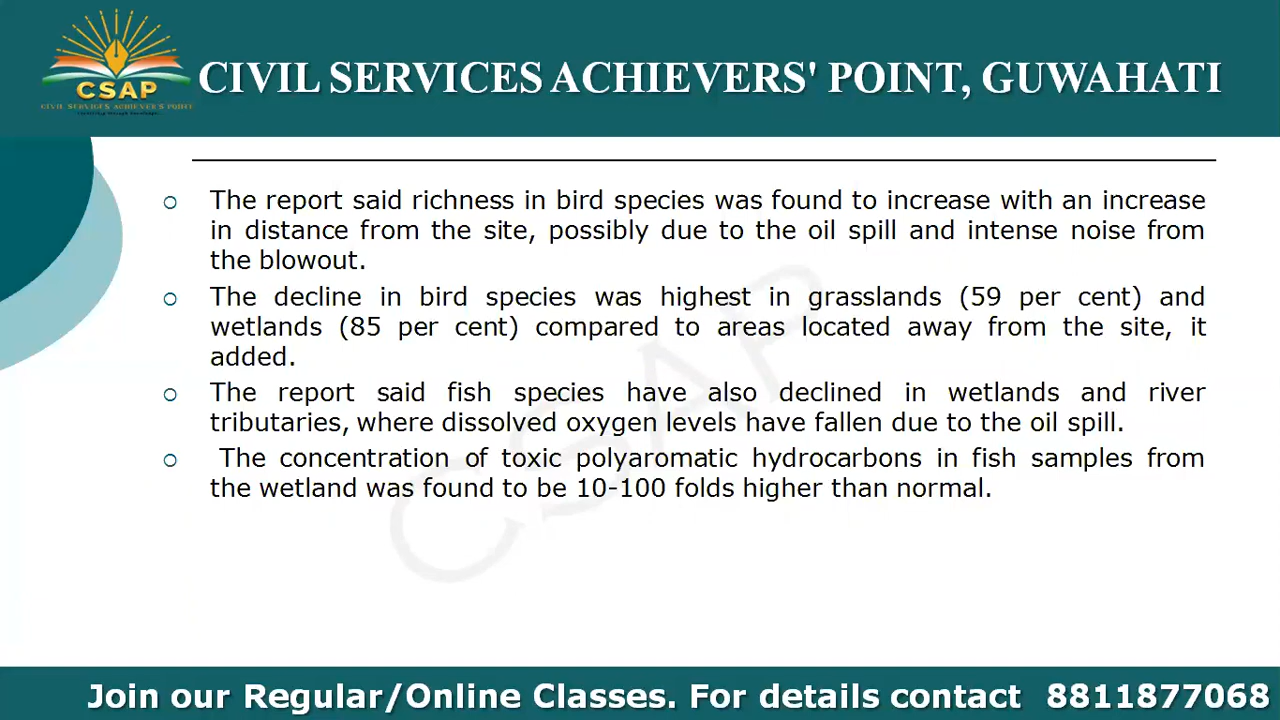 CSAP
CIVIL SERVICES ACHIEVER'S POINT
CIVIL SERVICES ACHIEVERS' POINT, GUWAHATI
The report said richness in bird species was found to increase with an increase
in distance from the site, possibly due to the oil spill and intense noise from
the blowout.
The decline in bird species was highest in grasslands (59 per cent) and
wetlands (85 per cent) compared to areas located away from the site, it
added.
The report said fish species have also declined in wetlands and river
tributaries, where dissolved oxygen levels have fallen due to the oil spill.
The concentration of toxic polyaromatic hydrocarbons in fish samples from
the wetland was found to be 10-100 folds higher than normal.
CSAP
Join our Regular/Online Classes. For details contact 8811877068